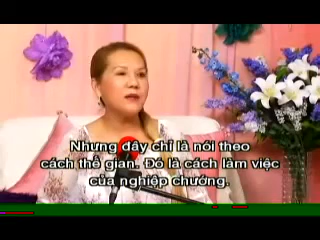 Nhưng đây chỉ là nói theo
cách thế gian. Đó là cách làm việc
của nghiệp chướng.